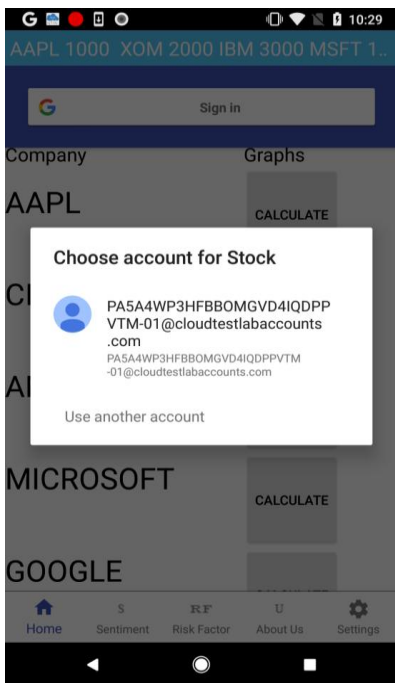 G 10:29
AAPL 1000 XOM 2000 IBM 3000 MSFT 1..
G Sign in
Company Graphs
AAPL CALCULATE
Choose account for Stock
PA5A4WP3HFBBOMGVD4IQDPP
VTM-01@cloudtestlabaccounts
.com
PA5A4WP3HFBBOMGVD4IQDPPVTM
-01@cloudtestlabaccounts.com
Use another account
MICROSOFT CALCULATE
GOOGLE
S RF U
Home Sentiment Risk Factor About Us Settings